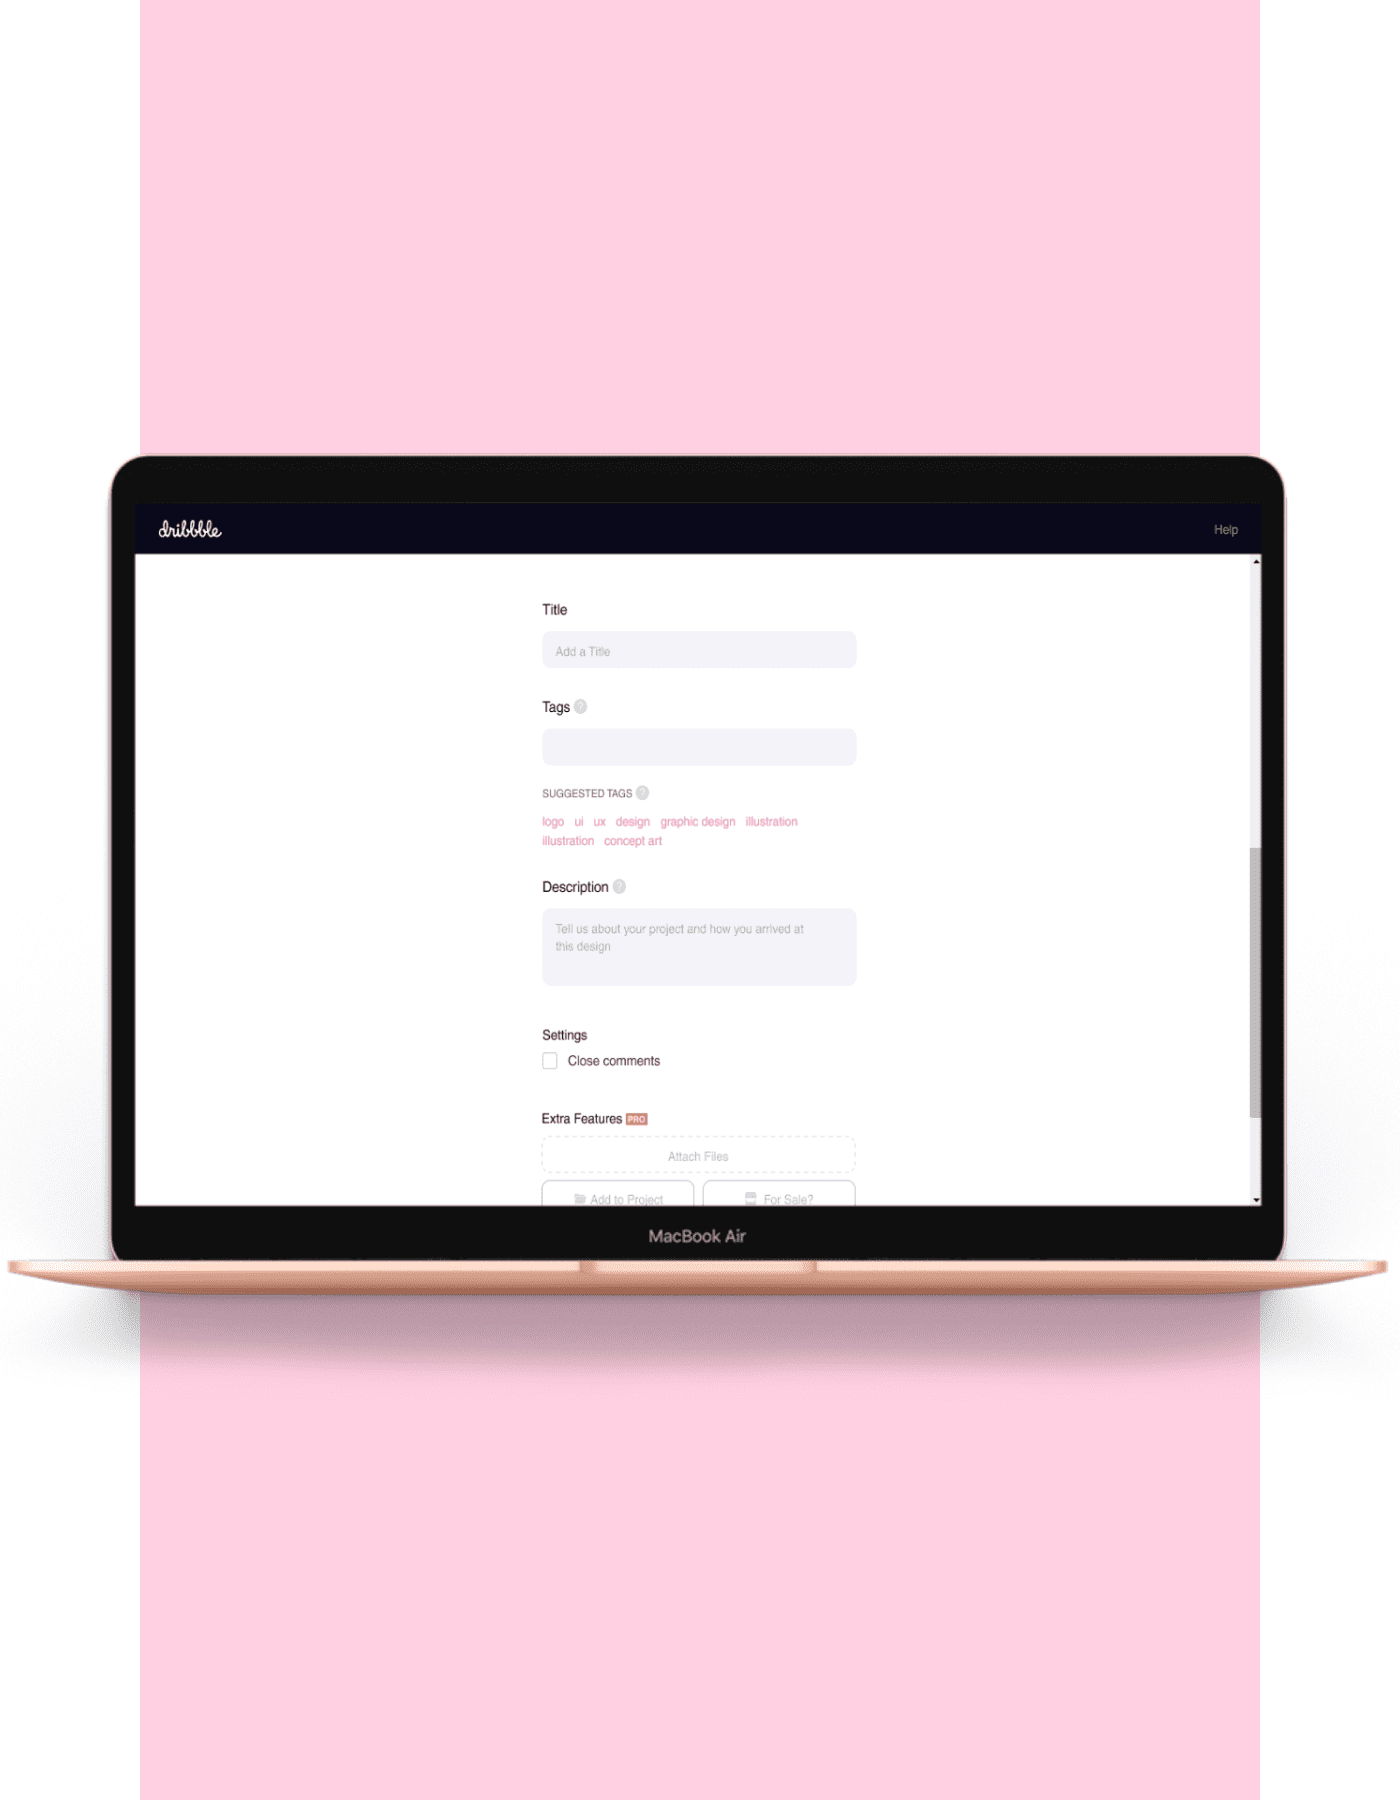 dribbble Help
Title
Add a Title
Tags ?
SUGGESTED TAGS ?
logo ui ux design graphic design illustration
illustration concept art
Description ?
Tell us about your project and how you arrived at
this design
Settings
Close comments
Extra Features PRO
Attach Files
Add to Project For Sale?
MacBook Air